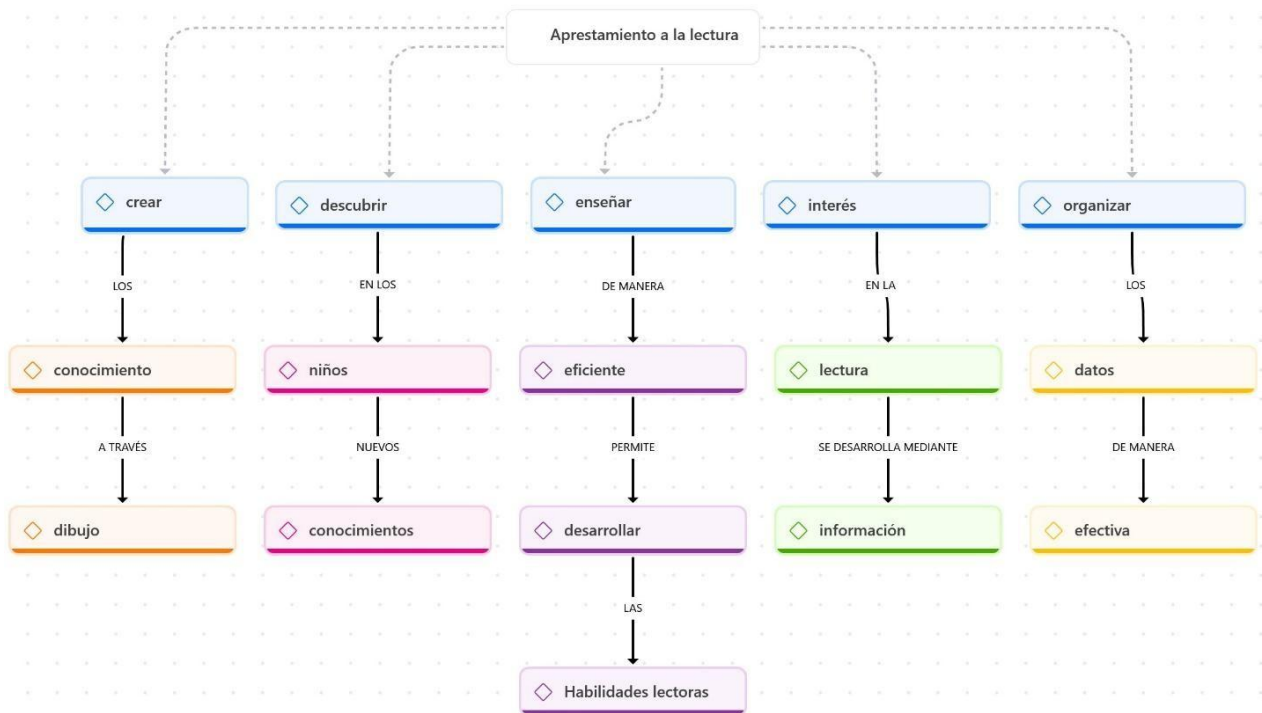 Aprestamiento a la lectura
crear
descubrir
enseñar
interés
organizar
LOS
EN LOS
DE MANERA
EN LA
LOS
conocimiento
niños
eficiente
lectura
datos
A TRAVÉS
NUEVOS
PERMITE
SE DESARROLLA MEDIANTE
DE MANERA
dibujo
conocimientos
desarrollar
información
efectiva
LAS
Habilidades lectoras